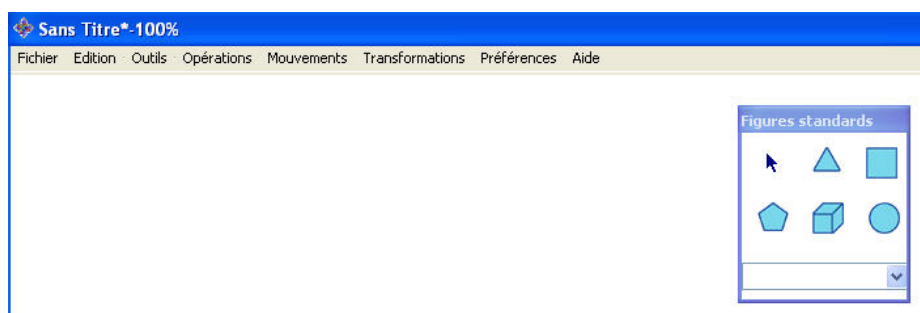 Sans Titre*-100%
Fichier Edition Outils Opérations Mouvements Transformations Préférences Aide
Figures standards